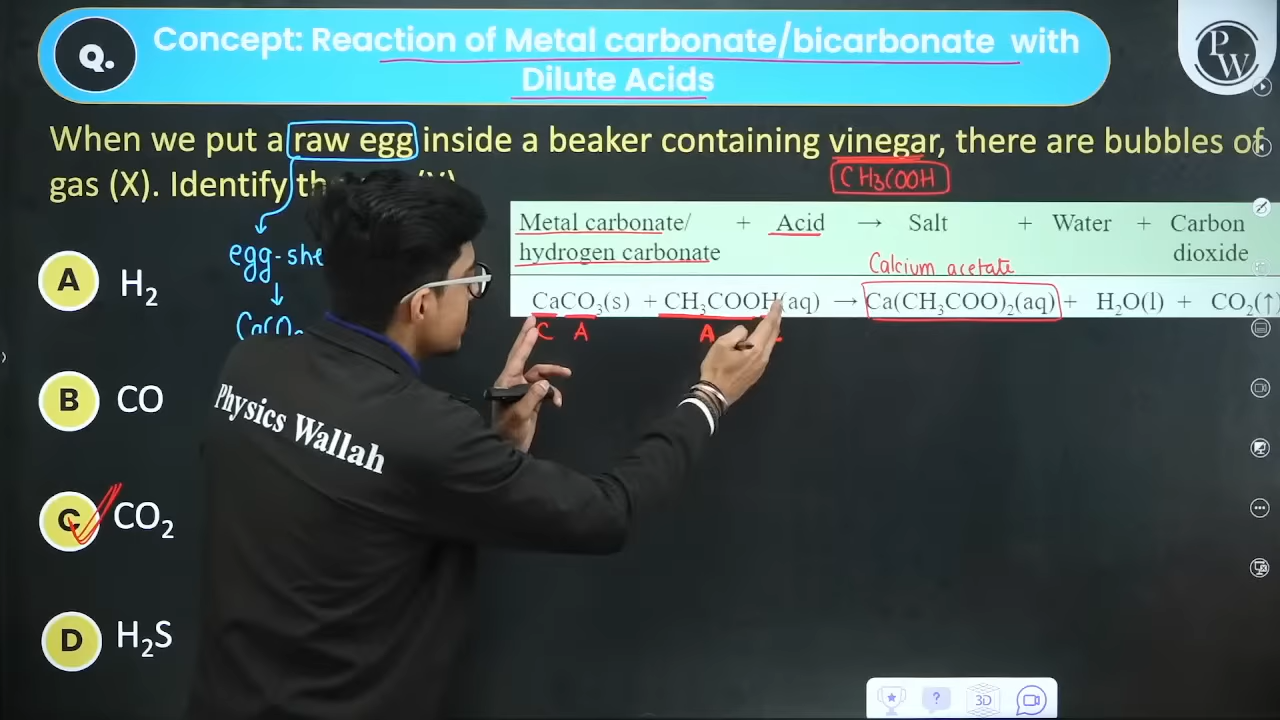 Q.
Concept: Reaction of Metal carbonate/bicarbonate with
Dilute Acids
PW
When we put a raw egg inside a beaker containing vinegar, there are bubbles of
gas (X). Identify
CH3COOH
Metal carbonate/ + Acid → Salt + Water + Carbon
hydrogen carbonate dioxide
Calcium acetate
CaCO₃(s) + CH₃COOH(aq) → Ca(CH₃COO)₂(aq) + H₂O(l) + CO₂(↑)
C A A
egg-she
↓
A H₂
B CO
C CO₂
D H₂S
Physics Wallah
?
3D